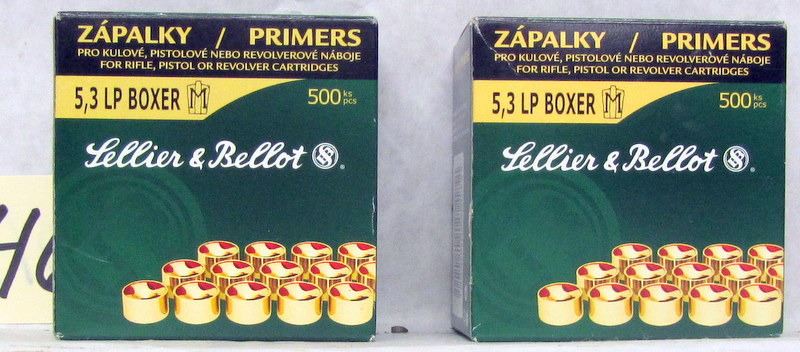 ZÁPALKY / PRIMERS
PRO KULOVÉ, PISTOLOVÉ NEBO REVOLVEROVÉ NÁBOJE
FOR RIFLE, PISTOL OR REVOLVER CARTRIDGES
5,3 LP BOXER M
500 ks pcs
Lellier & Bellot
ZÁPALKY / PRIMERS
PRO KULOVÉ, PISTOLOVÉ NEBO REVOLVEROVÉ NÁBOJE
FOR RIFLE, PISTOL OR REVOLVER CARTRIDGES
5,3 LP BOXER M
500 ks pcs
Lellier & Bellot